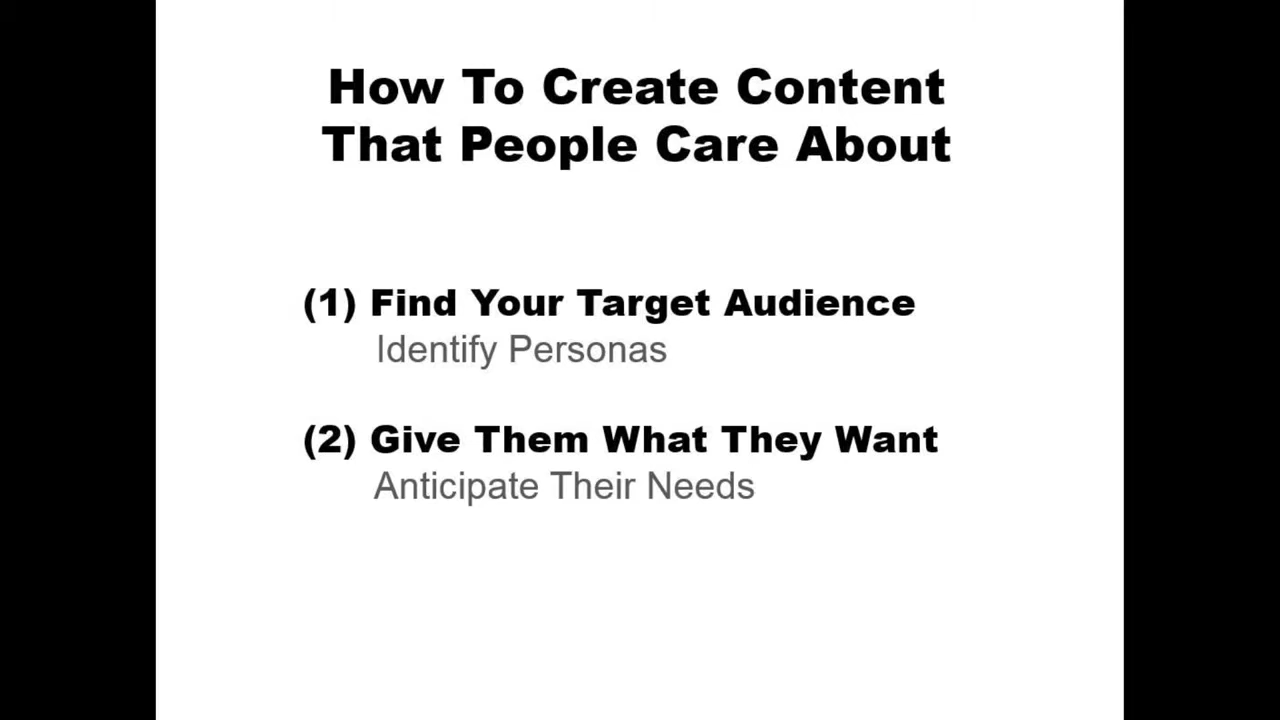 How To Create Content
That People Care About
(1) Find Your Target Audience
Identify Personas
(2) Give Them What They Want
Anticipate Their Needs